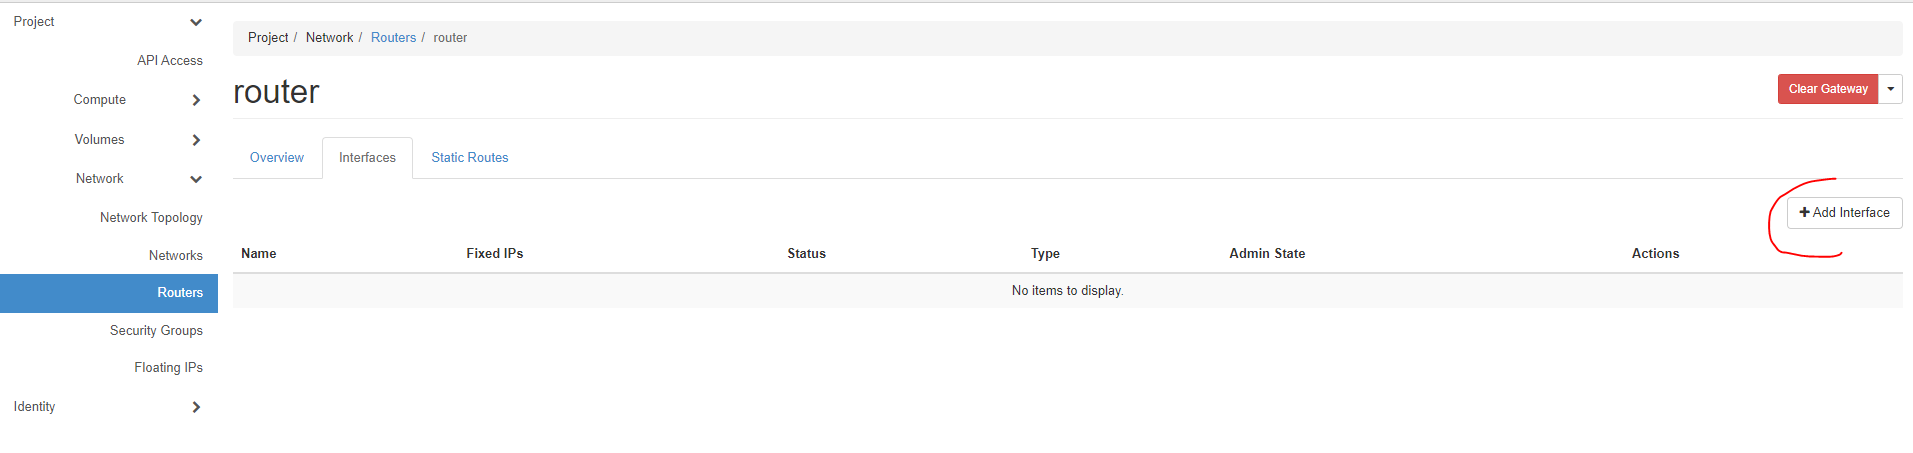 Project
API Access
Compute
Volumes
Network
Network Topology
Networks
Routers
Security Groups
Floating IPs
Identity
Project / Network / Routers / router
router
Clear Gateway
Overview Interfaces Static Routes
+ Add Interface
Name Fixed IPs Status Type Admin State Actions
No items to display.